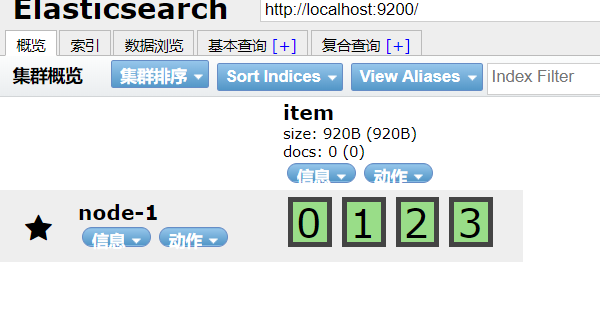 Elasticsearch http://localhost:9200/
概览 索引 数据浏览 基本查询 [+] 复合查询 [+]
集群概览 集群排序 Sort Indices View Aliases Index Filter
item
size: 920B (920B)
docs: 0 (0)
信息 动作
node-1 0 1 2 3
信息 动作